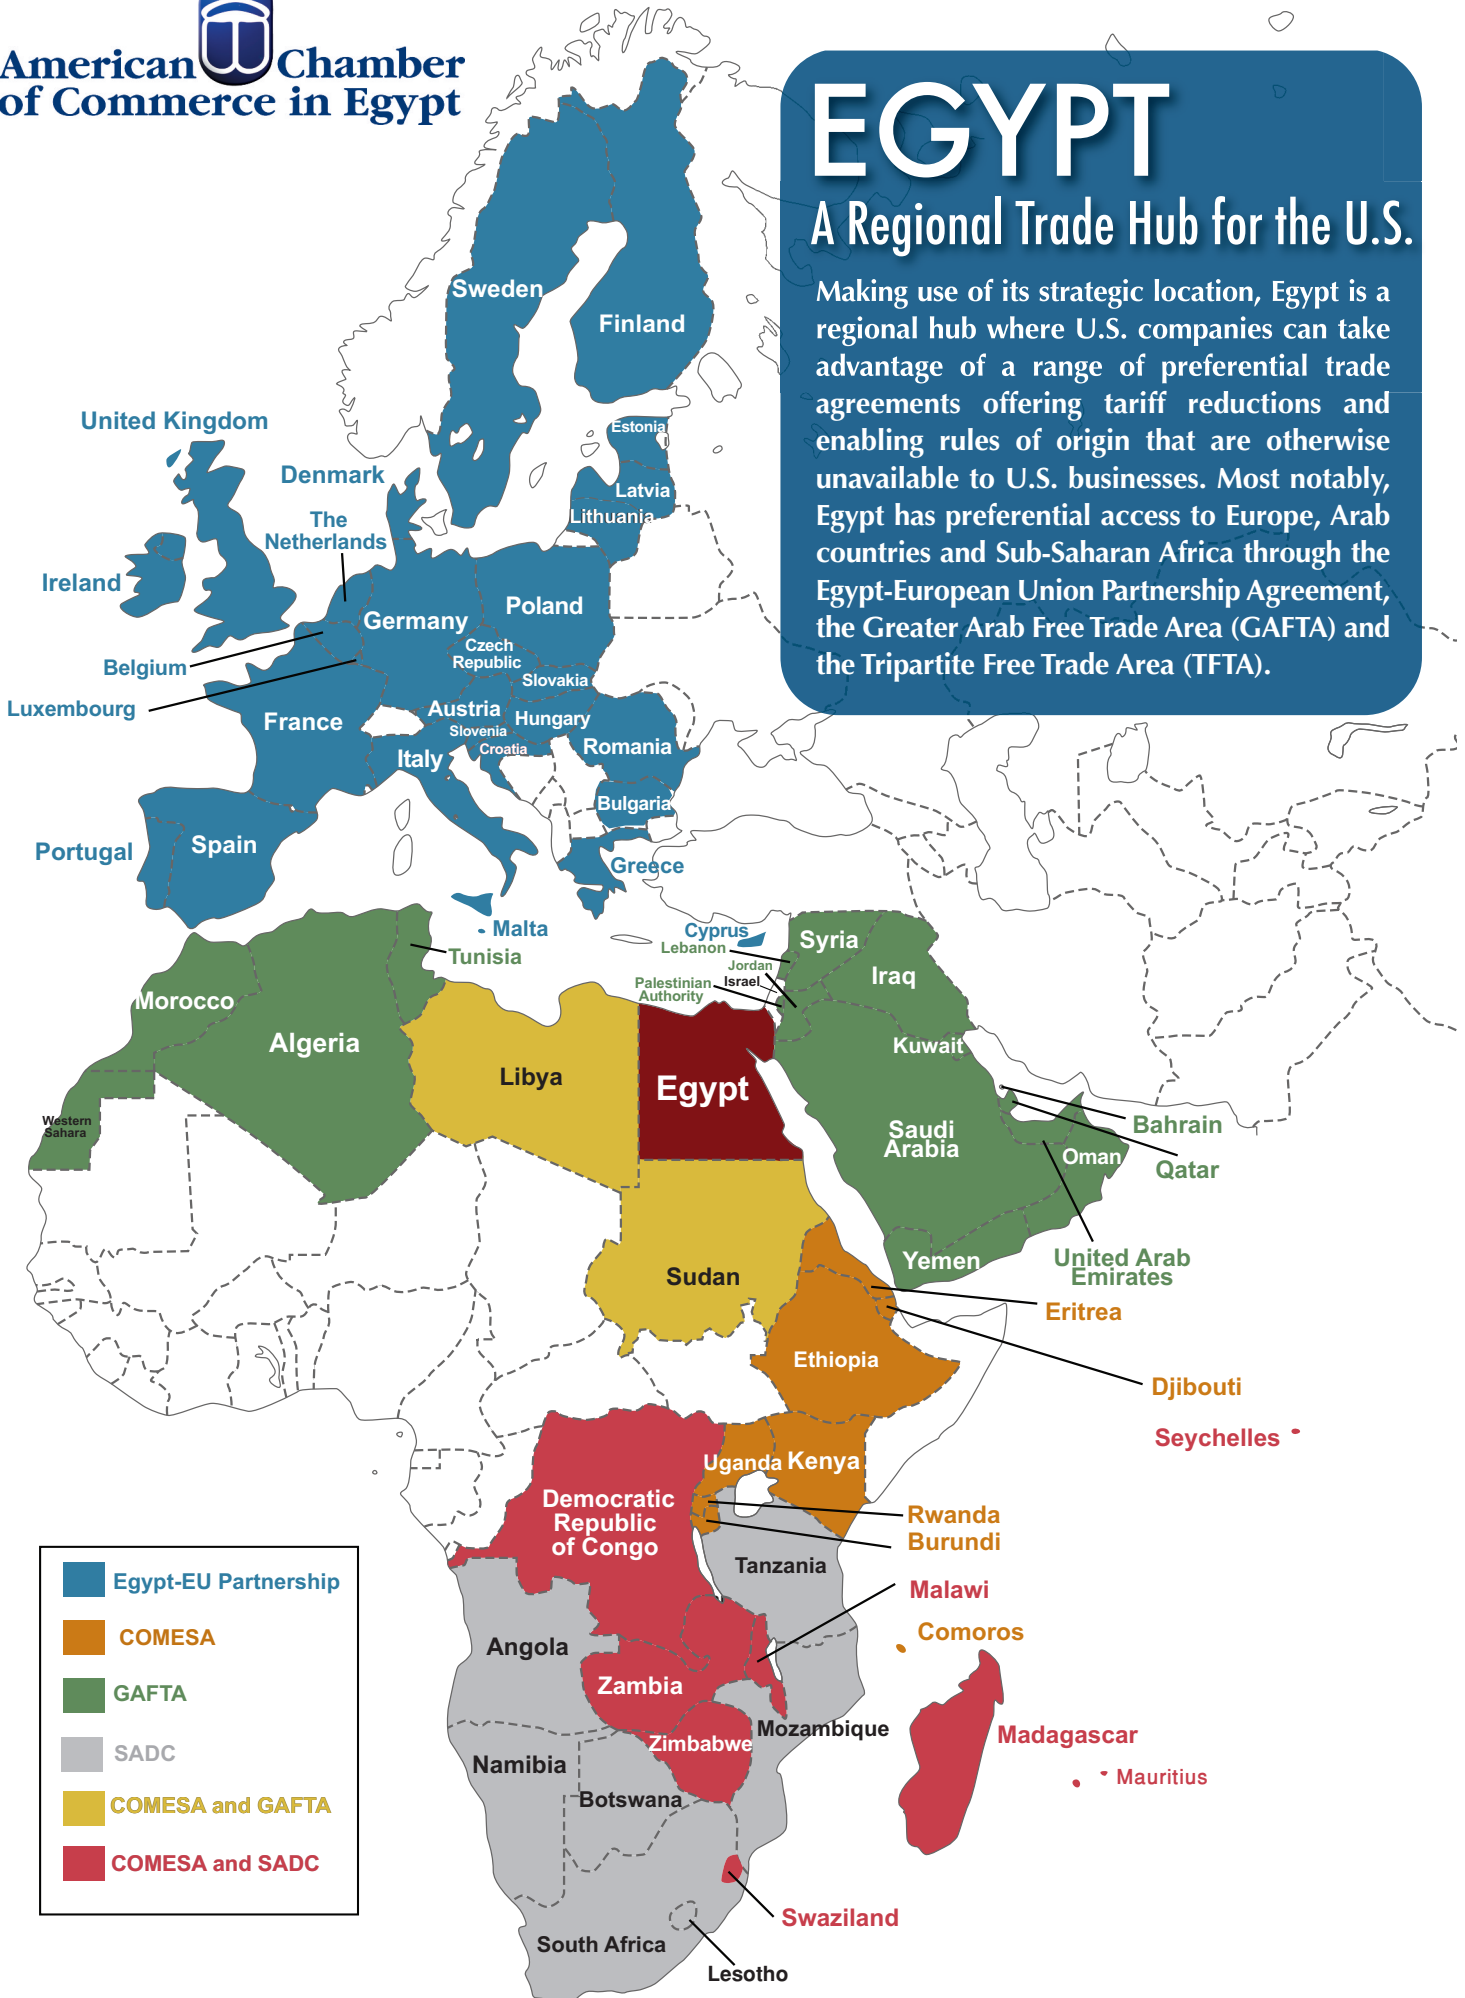 American Chamber
of Commerce in Egypt
EGYPT
A Regional Trade Hub for the U.S.
Making use of its strategic location, Egypt is a
regional hub where U.S. companies can take
advantage of a range of preferential trade
agreements offering tariff reductions and
enabling rules of origin that are otherwise
unavailable to U.S. businesses. Most notably,
Egypt has preferential access to Europe, Arab
countries and Sub-Saharan Africa through the
Egypt-European Union Partnership Agreement,
the Greater Arab Free Trade Area (GAFTA) and
the Tripartite Free Trade Area (TFTA).
Sweden
Finland
United Kingdom
Estonia
Denmark
Latvia
The
Netherlands
Lithuania
Ireland
Poland
Germany
Czech
Republic
Belgium
Slovakia
Luxembourg
Austria
France
Hungary
Slovenia
Croatia
Romania
Italy
Bulgaria
Portugal
Spain
Greece
Malta
Cyprus
Syria
Lebanon
Tunisia
Jordan
Iraq
Israel
Palestinian
Authority
Morocco
Algeria
Kuwait
Libya
Egypt
Western
Sahara
Saudi
Arabia
Bahrain
Oman
Qatar
Yemen
United Arab
Emirates
Sudan
Eritrea
Ethiopia
Djibouti
Seychelles
Uganda
Kenya
Democratic
Republic
of Congo
Rwanda
Burundi
Tanzania
Malawi
Comoros
Angola
Zambia
Mozambique
Madagascar
Zimbabwe
Namibia
Mauritius
Botswana
Swaziland
South Africa
Lesotho
Egypt-EU Partnership
COMESA
GAFTA
SADC
COMESA and GAFTA
COMESA and SADC